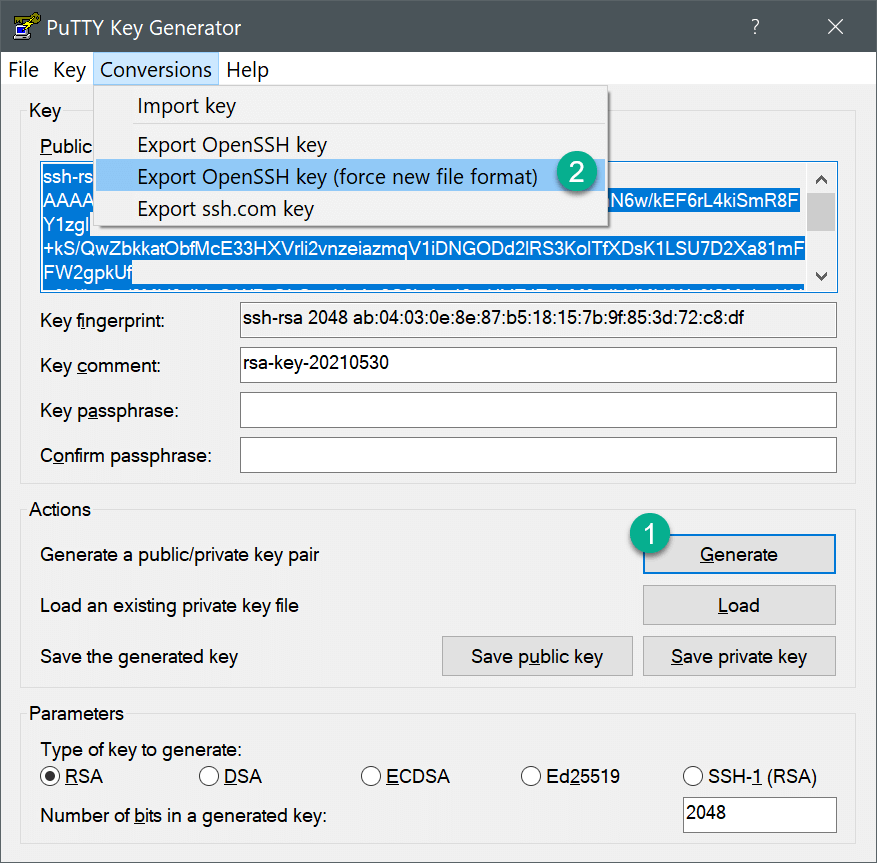 PuTTY Key Generator
?
File Key Conversions Help
Import key
Export OpenSSH key
Export OpenSSH key (force new file format)
2
Export ssh.com key
Key
Public
ssh-rs
AAAA
N6w/kEF6rL4kiSmR8F
Y1zgl
+kS/QwZbkkatObfMcE33HXVrli2vnzeiazmqV1iDNGODd2lRS3KolTfXDsK1LSU7D2Xa81mF
FW2gpkUf
Key fingerprint:
ssh-rsa 2048 ab:04:03:0e:8e:87:b5:18:15:7b:9f:85:3d:72:c8:df
Key comment:
rsa-key-20210530
Key passphrase:
Confirm passphrase:
Actions
1
Generate a public/private key pair
Generate
Load an existing private key file
Load
Save the generated key
Save public key
Save private key
Parameters
Type of key to generate:
RSA DSA ECDSA Ed25519 SSH-1 (RSA)
Number of bits in a generated key:
2048